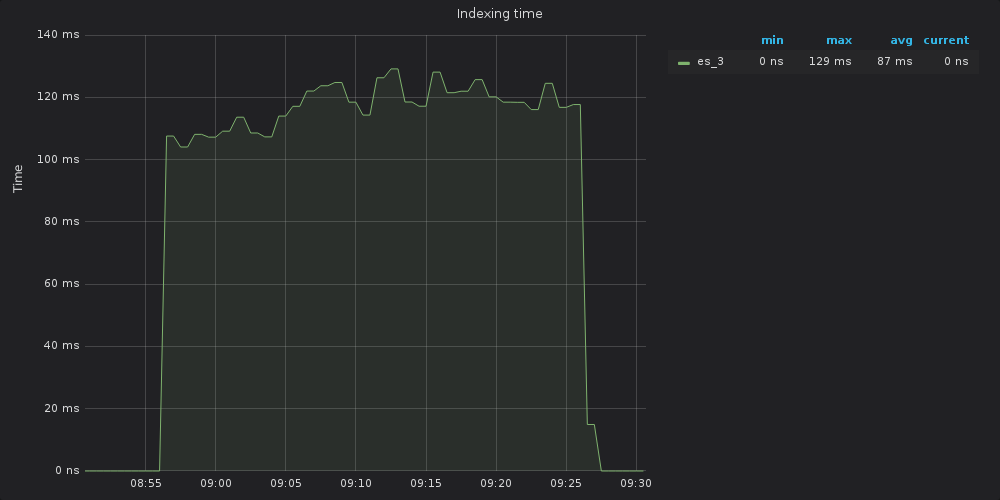 Indexing time
min max avg current
es_3 0 ns 129 ms 87 ms 0 ns
Time
140 ms
120 ms
100 ms
80 ms
60 ms
40 ms
20 ms
0 ns
08:55 09:00 09:05 09:10 09:15 09:20 09:25 09:30